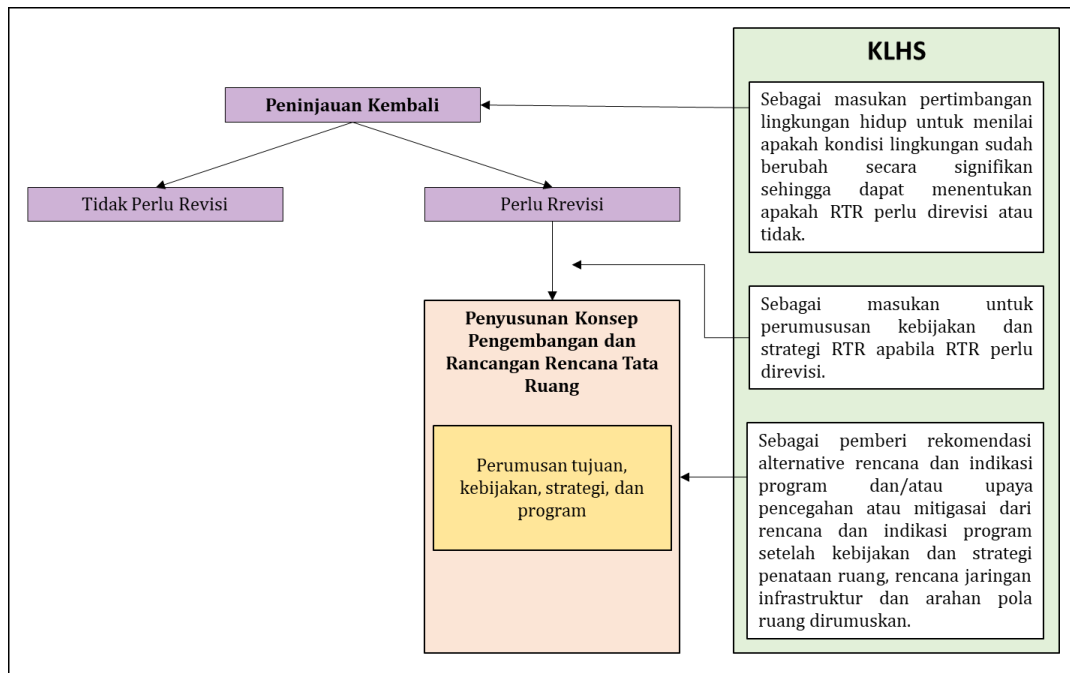 KLHS
Peninjauan Kembali
Sebagai masukan pertimbangan
lingkungan hidup untuk menilai
apakah kondisi lingkungan sudah
berubah secara signifikan
sehingga dapat menentukan
apakah RTR perlu direvisi atau
tidak.
Tidak Perlu Revisi
Perlu Rrevisi
Sebagai masukan untuk
perumususan kebijakan dan
strategi RTR apabila RTR perlu
direvisi.
Penyusunan Konsep
Pengembangan dan
Rancangan Rencana Tata
Ruang
Perumusan tujuan,
kebijakan, strategi, dan
program
Sebagai pemberi rekomendasi
alternative rencana dan indikasi
program dan/atau upaya
pencegahan atau mitigasai dari
rencana dan indikasi program
setelah kebijakan dan strategi
penataan ruang, rencana jaringan
infrastruktur dan arahan pola
ruang dirumuskan.